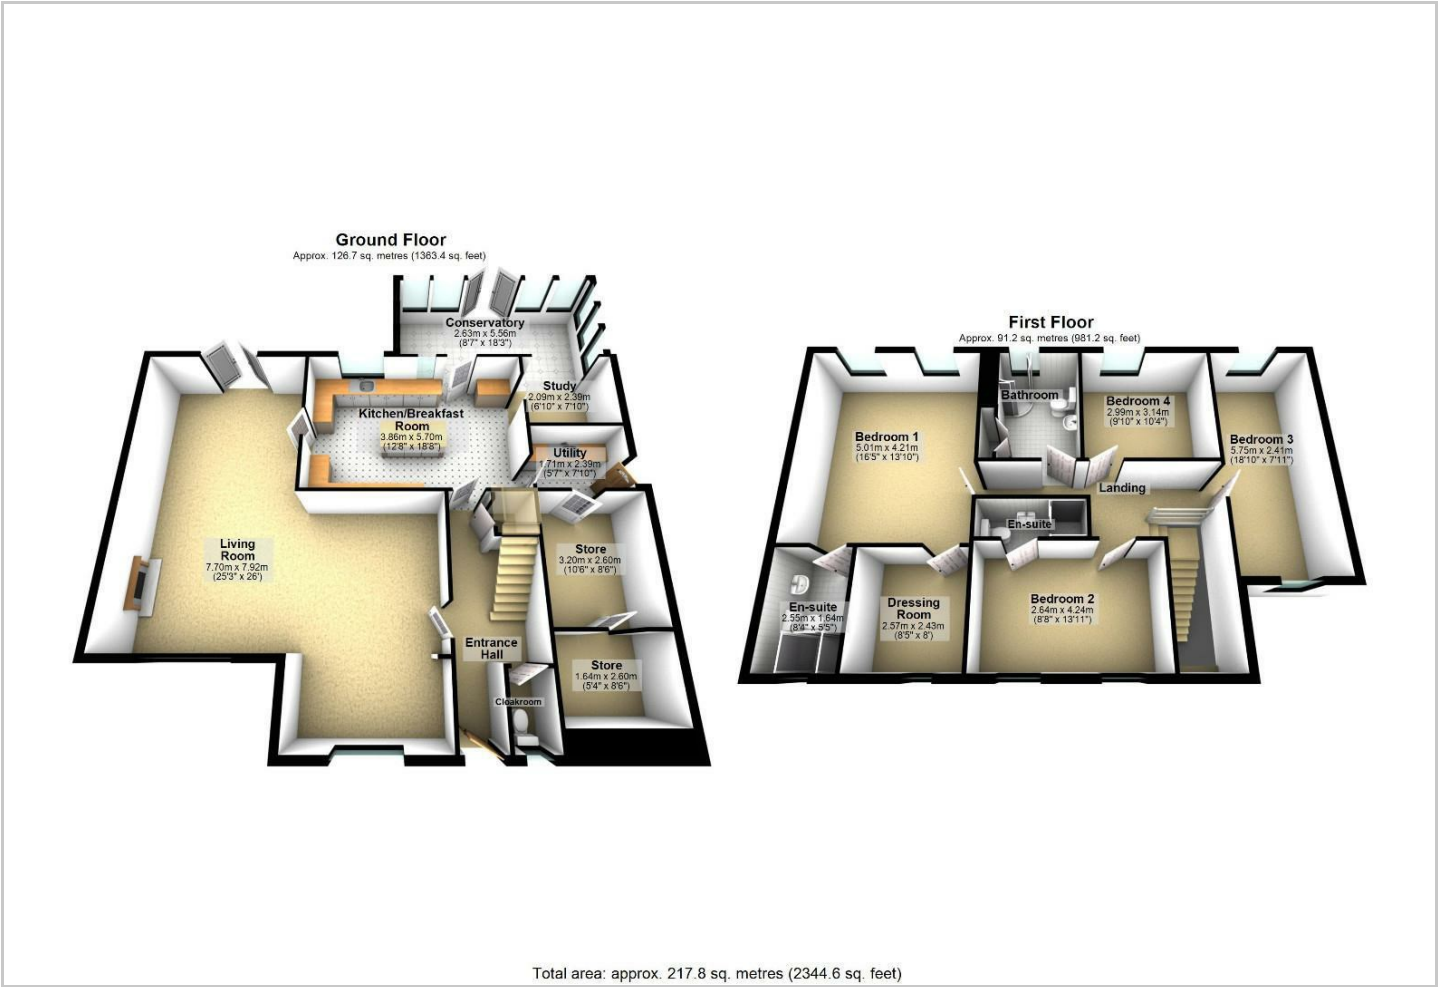 Ground Floor
Approx. 126.7 sq. metres (1363.4 sq. feet)
Conservatory
2.63m x 5.56m
(8'7" x 18'3")
Study
2.09m x 2.39m
(6'10" x 7'10")
Kitchen/Breakfast
Room
3.86m x 5.70m
(12'8" x 18'8")
Utility
1.71m x 2.39m
(5'7" x 7'10")
Living
Room
7.70m x 7.92m
(25'3" x 26')
Store
3.20m x 2.60m
(10'6" x 8'6")
Entrance
Hall
Store
1.64m x 2.60m
(5'4" x 8'6")
Cloakroom
First Floor
Approx. 91.2 sq. metres (981.2 sq. feet)
Bathroom
Bedroom 4
2.99m x 3.14m
(9'10" x 10'4")
Bedroom 1
5.01m x 4.21m
(16'5" x 13'10")
Bedroom 3
5.75m x 2.41m
(18'10" x 7'11")
Landing
En-suite
En-suite
2.55m x 1.64m
(8'4" x 5'5")
Dressing
Room
2.57m x 2.43m
(8'5" x 8')
Bedroom 2
2.64m x 4.24m
(8'8" x 13'11")
Total area: approx. 217.8 sq. metres (2344.6 sq. feet)